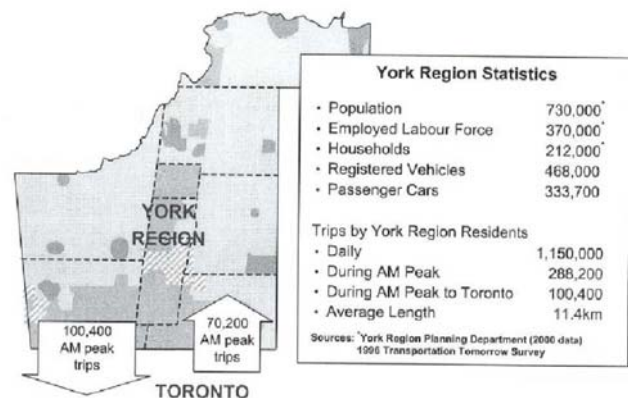 YORK
REGION
100,400
AM peak
trips
70,200
AM peak
trips
TORONTO
York Region Statistics
• Population 730,000*
• Employed Labour Force 370,000*
• Households 212,000*
• Registered Vehicles 468,000
• Passenger Cars 333,700
Trips by York Region Residents
• Daily 1,150,000
• During AM Peak 288,200
• During AM Peak to Toronto 100,400
• Average Length 11.4km
Sources: *York Region Planning Department (2000 data)
1996 Transportation Tomorrow Survey